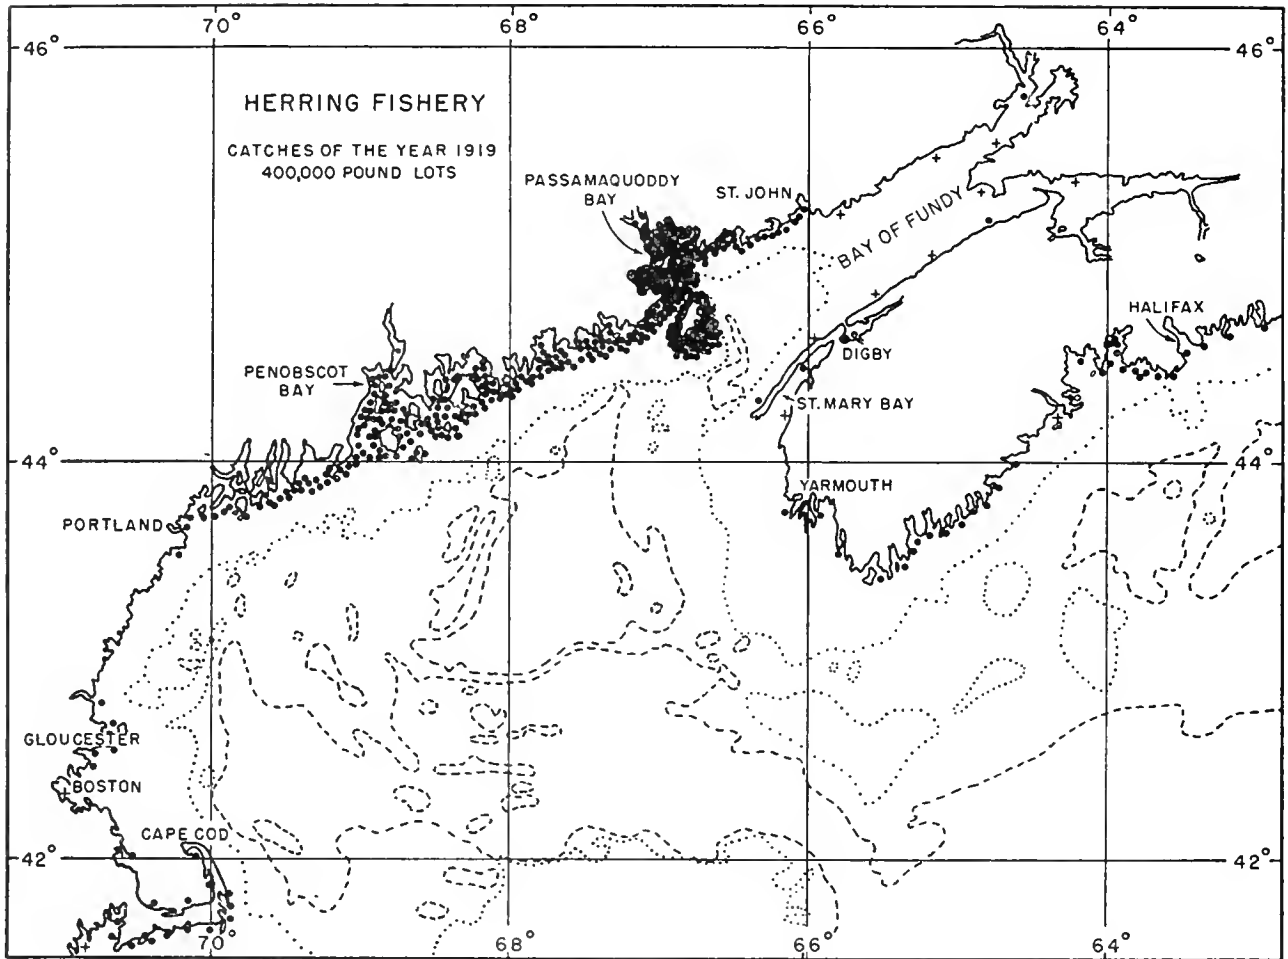 70° 68° 66° 64°
46° 46°
HERRING FISHERY
CATCHES OF THE YEAR 1919
400,000 POUND LOTS
PASSAMAQUODDY
BAY
ST. JOHN
BAY OF FUNDY
HALIFAX
DIGBY
PENOBSCOT
BAY
ST. MARY BAY
44° 44°
YARMOUTH
PORTLAND
GLOUCESTER
BOSTON
CAPE COD
42° 42°
70° 68° 66° 64°